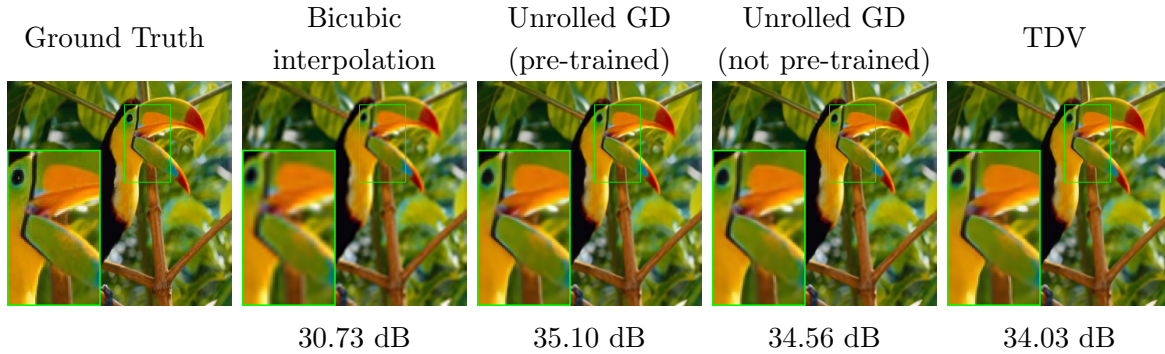 Ground Truth
Bicubic
interpolation
Unrolled GD
(pre-trained)
Unrolled GD
(not pre-trained)
TDV
30.73 dB
35.10 dB
34.56 dB
34.03 dB